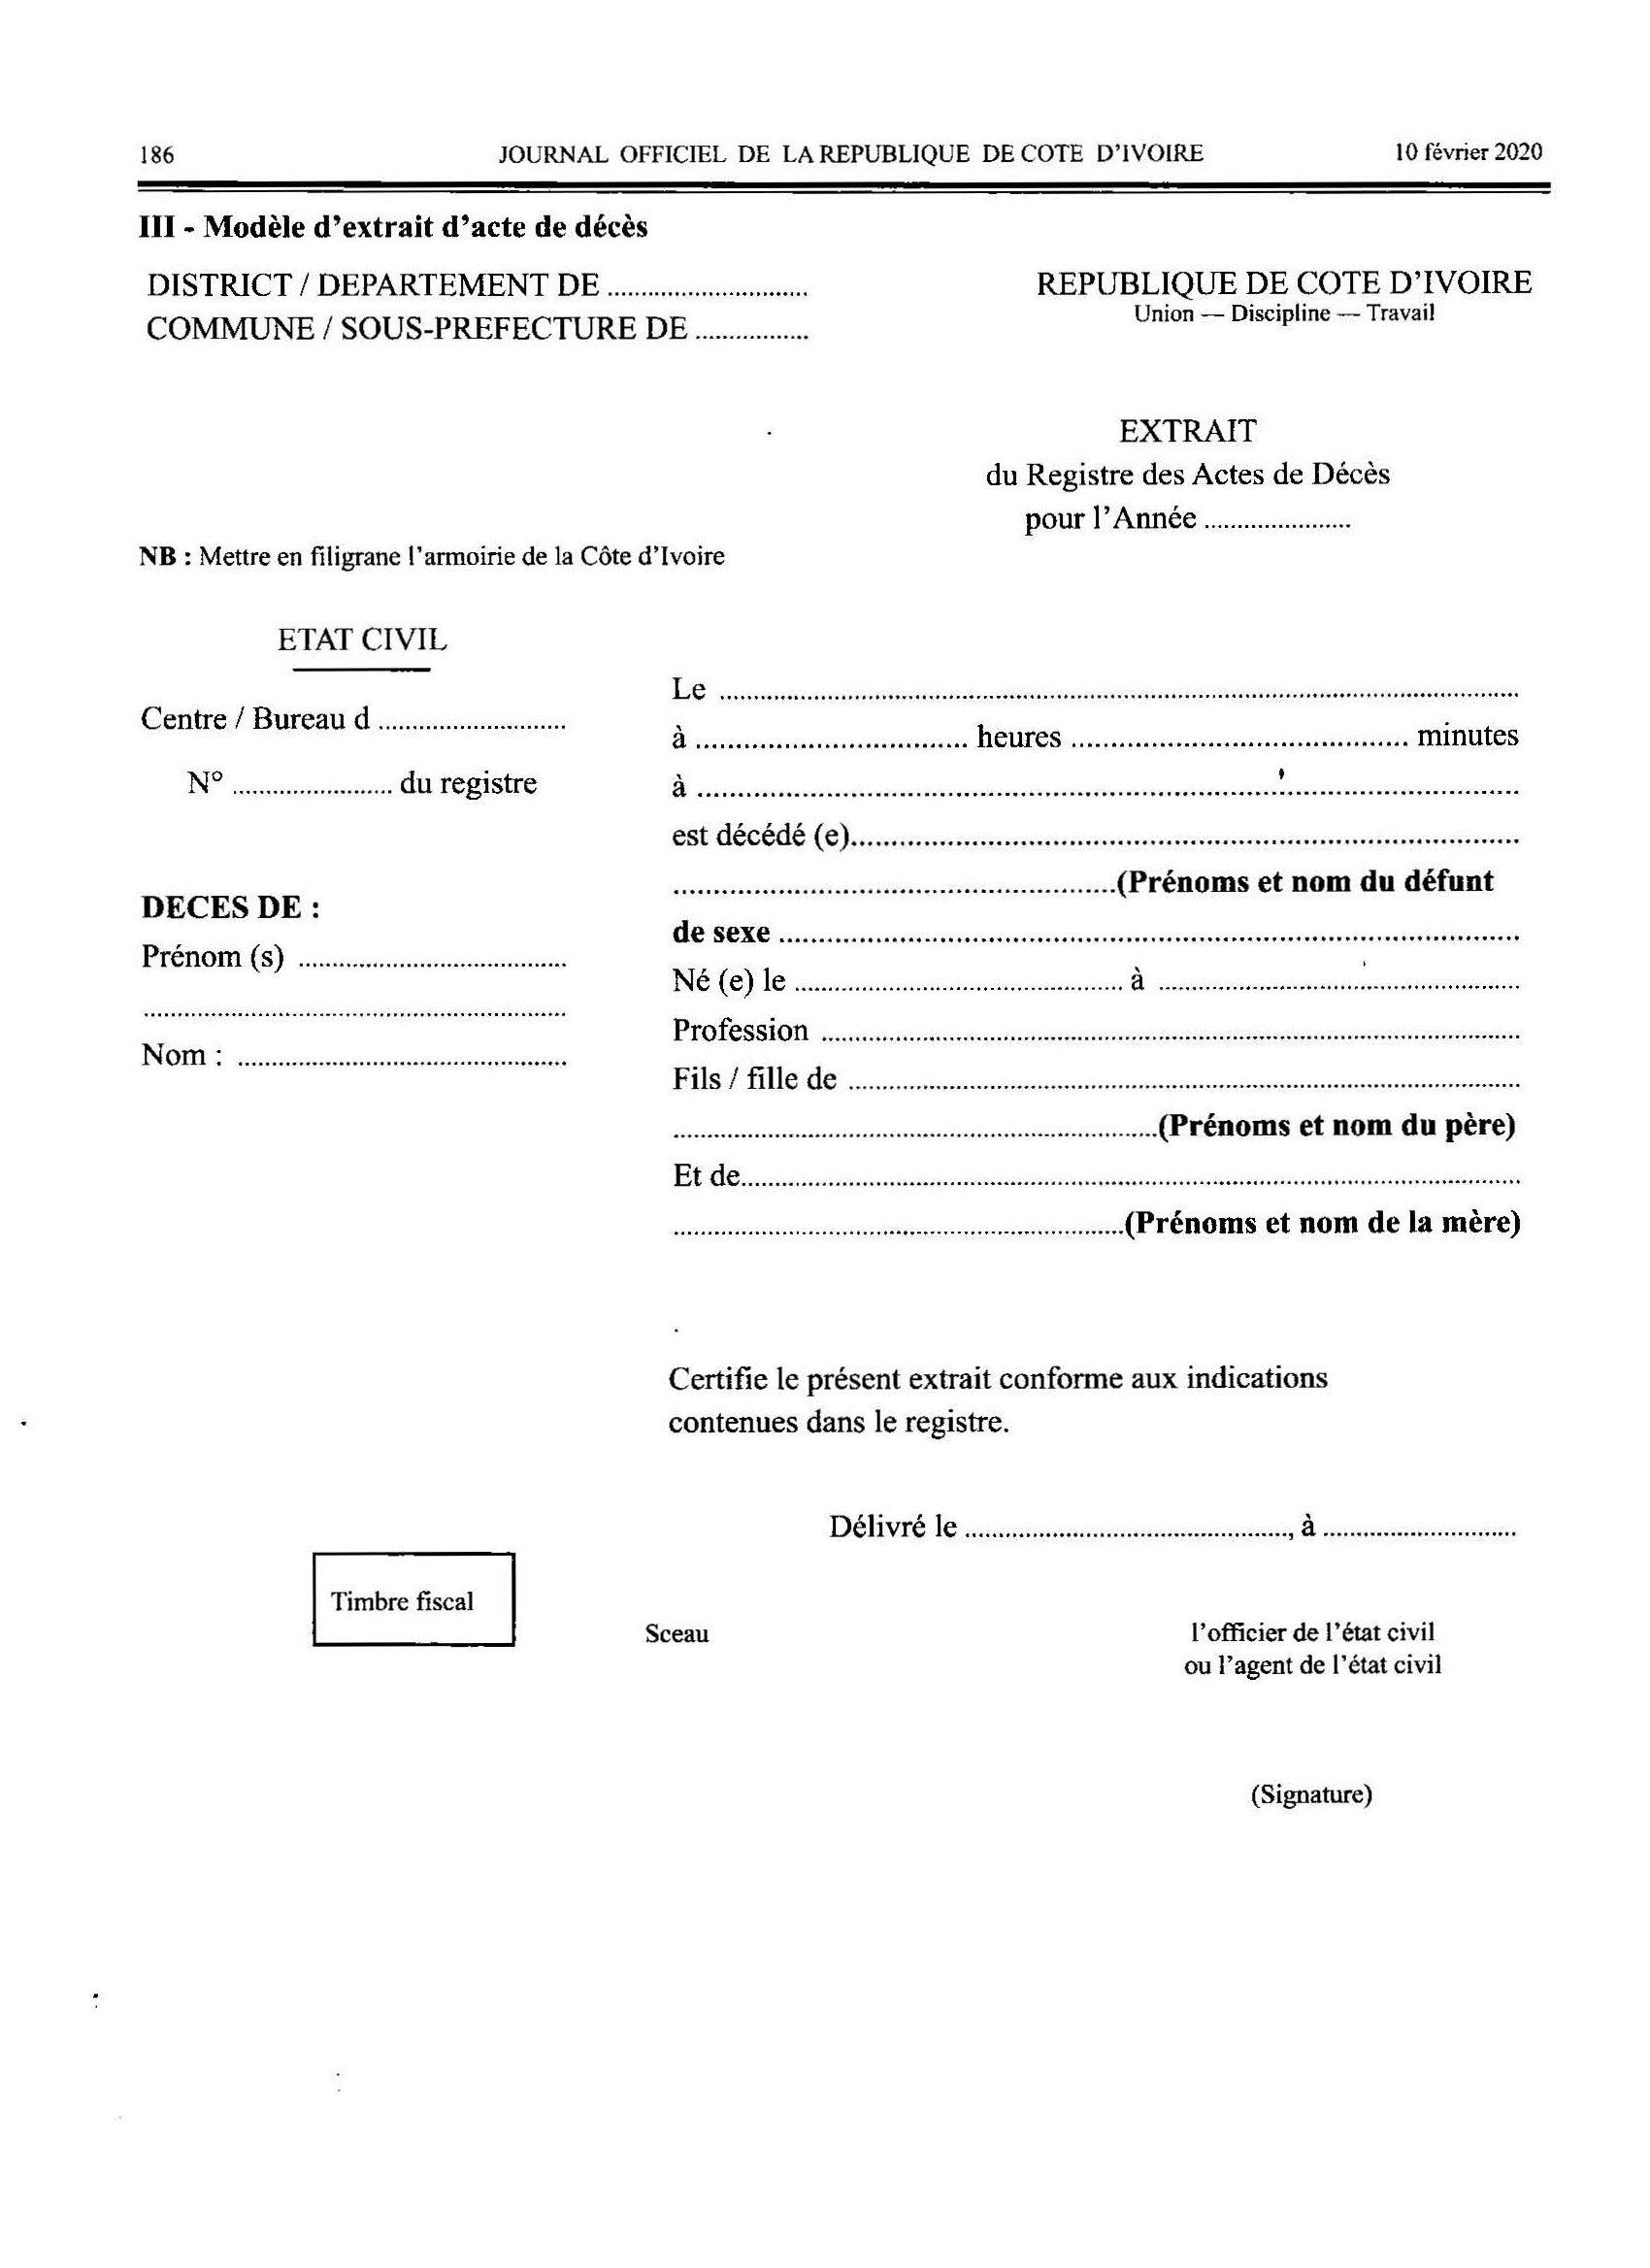 186 JOURNAL OFFICIEL DE LA REPUBLIQUE DE COTE D'IVOIRE 10 février 2020
III - Modèle d'extrait d'acte de décès
DISTRICT / DEPARTEMENT DE ..............................
COMMUNE / SOUS-PREFECTURE DE .................
REPUBLIQUE DE COTE D'IVOIRE
Union — Discipline — Travail
EXTRAIT
du Registre des Actes de Décès
pour l'Année ......................
NB : Mettre en filigrane l'armoirie de la Côte d'Ivoire
ETAT CIVIL
Centre / Bureau d ............................
N° ........................ du registre
DECES DE :
Prénom (s) ........................................
...............................................................
Nom : .................................................
Le ........................................................................................................................
à ......................................... heures .................................................. minutes
à ...........................................................................................................................
est décédé (e)....................................................................................................
..................................................................(Prénoms et nom du défunt
de sexe ...............................................................................................................
Né (e) le ................................................. à ......................................................
Profession ........................................................................................................
Fils / fille de ....................................................................................................
........................................................................(Prénoms et nom du père)
Et de....................................................................................................................
...................................................................(Prénoms et nom de la mère)
Certifie le présent extrait conforme aux indications
contenues dans le registre.
Délivré le ................................................, à .............................
Timbre fiscal
Sceau
l'officier de l'état civil
ou l'agent de l'état civil
(Signature)